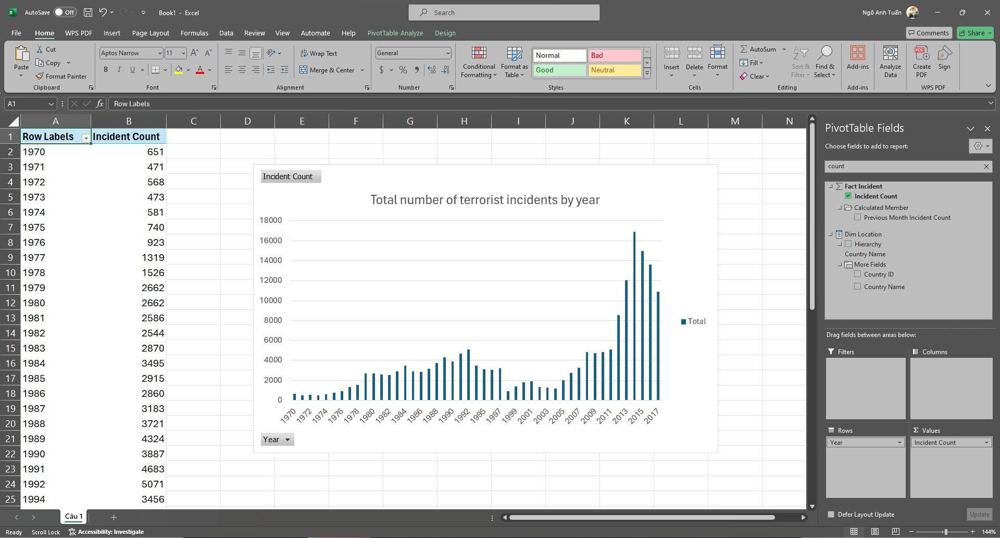 AutoSave Off Book1 - Excel Search Ngô Anh Tuấn
File Home WPS PDF Insert Page Layout Formulas Data Review View Automate Help PivotTable Analyze Design Comments Share
Paste
Cut
Copy
Format Painter
Clipboard
Aptos Narrow 11 A A
B I U A
Font
Wrap Text
Merge & Center
Alignment
General
$ % ,
Number
Conditional Formatting
Format as Table
Normal Bad
Good Neutral
Styles
Insert Delete Format
Cells
AutoSum
Fill
Clear
Sort & Filter
Find & Select
Editing
Add-ins
Add-ins
Analyze Data
Create PDF
Sign
WPS PDF
A1 fx Row Labels
A B C D E F G H I J K L M N
1 Row Labels Incident Count
2 1970 651
3 1971 471
4 1972 568
5 1973 473
6 1974 581
7 1975 740
8 1976 923
9 1977 1319
10 1978 1526
11 1979 2662
12 1980 2662
13 1981 2586
14 1982 2544
15 1983 2870
16 1984 3495
17 1985 2915
18 1986 2860
19 1987 3183
20 1988 3721
21 1989 4324
22 1990 3887
23 1991 4683
24 1992 5071
25 1994 3456
Incident Count
Total number of terrorist incidents by year
18000
16000
14000
12000
10000
8000
6000
4000
2000
0
1970 1972 1974 1976 1978 1980 1982 1984 1986 1988 1990 1992 1995 1997 1999 2001 2003 2005 2007 2009 2011 2013 2015 2017
Total
Year
PivotTable Fields
Choose fields to add to report:
count
Σ Fact Incident
Incident Count
Calculated Member
Previous Month Incident Count
Dim Location
Hierarchy
Country Name
More Fields
Country ID
Country Name
Drag fields between areas below:
Filters Columns
Rows Σ Values
Year Incident Count
Defer Layout Update Update
Câu 1
Ready Scroll Lock Accessibility: Investigate 144%